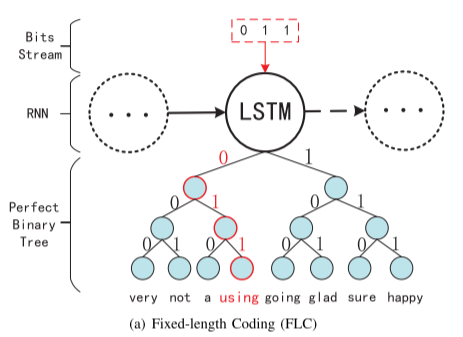 Bits
Stream
0 1 1
RNN
. . .
LSTM
. . .
0 1
0 1 0 1
0 1 0 1 0 1 0 1
Perfect
Binary
Tree
very not a using going glad sure happy
(a) Fixed-length Coding (FLC)